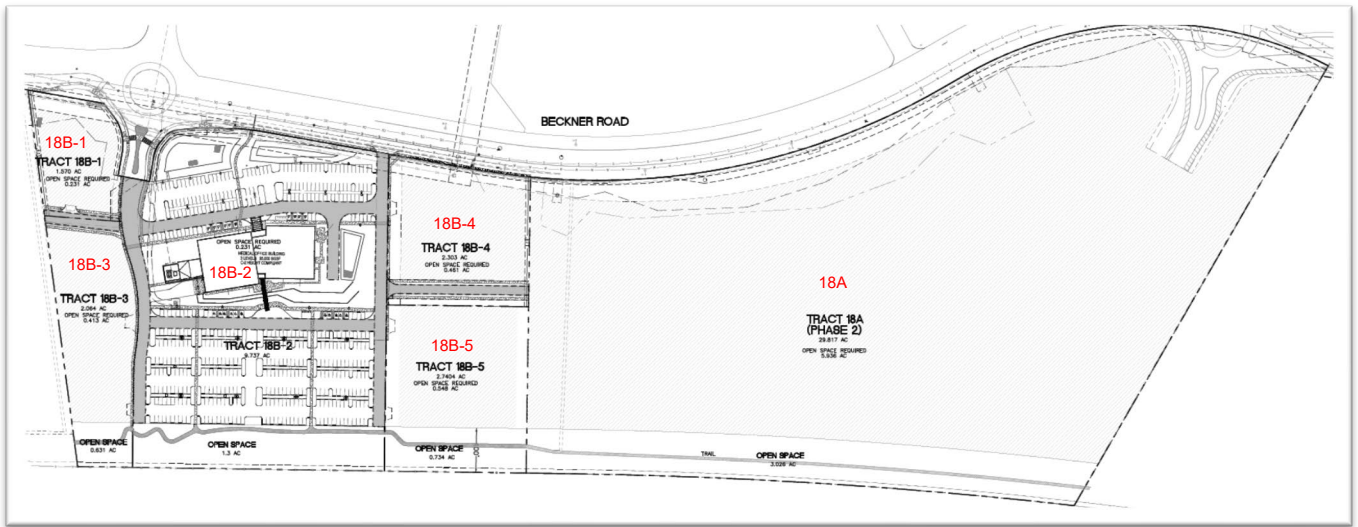 BECKNER ROAD
18B-1
TRACT 18B-1
1.570 AC
OPEN SPACE REQUIRED
0.231 AC
18B-3
TRACT 18B-3
2.064 AC
OPEN SPACE REQUIRED
0.413 AC
OPEN SPACE REQUIRED
0.231 AC
MEDICAL OFFICE BUILDING
18B-2
TRACT 18B-2
9.737 AC
18B-4
TRACT 18B-4
2.303 AC
OPEN SPACE REQUIRED
0.461 AC
18B-5
TRACT 18B-5
2.7404 AC
OPEN SPACE REQUIRED
0.548 AC
18A
TRACT 18A
(PHASE 2)
29.817 AC
OPEN SPACE REQUIRED
5.936 AC
OPEN SPACE
0.631 AC
OPEN SPACE
1.3 AC
OPEN SPACE
0.734 AC
TRAIL
OPEN SPACE
3.026 AC